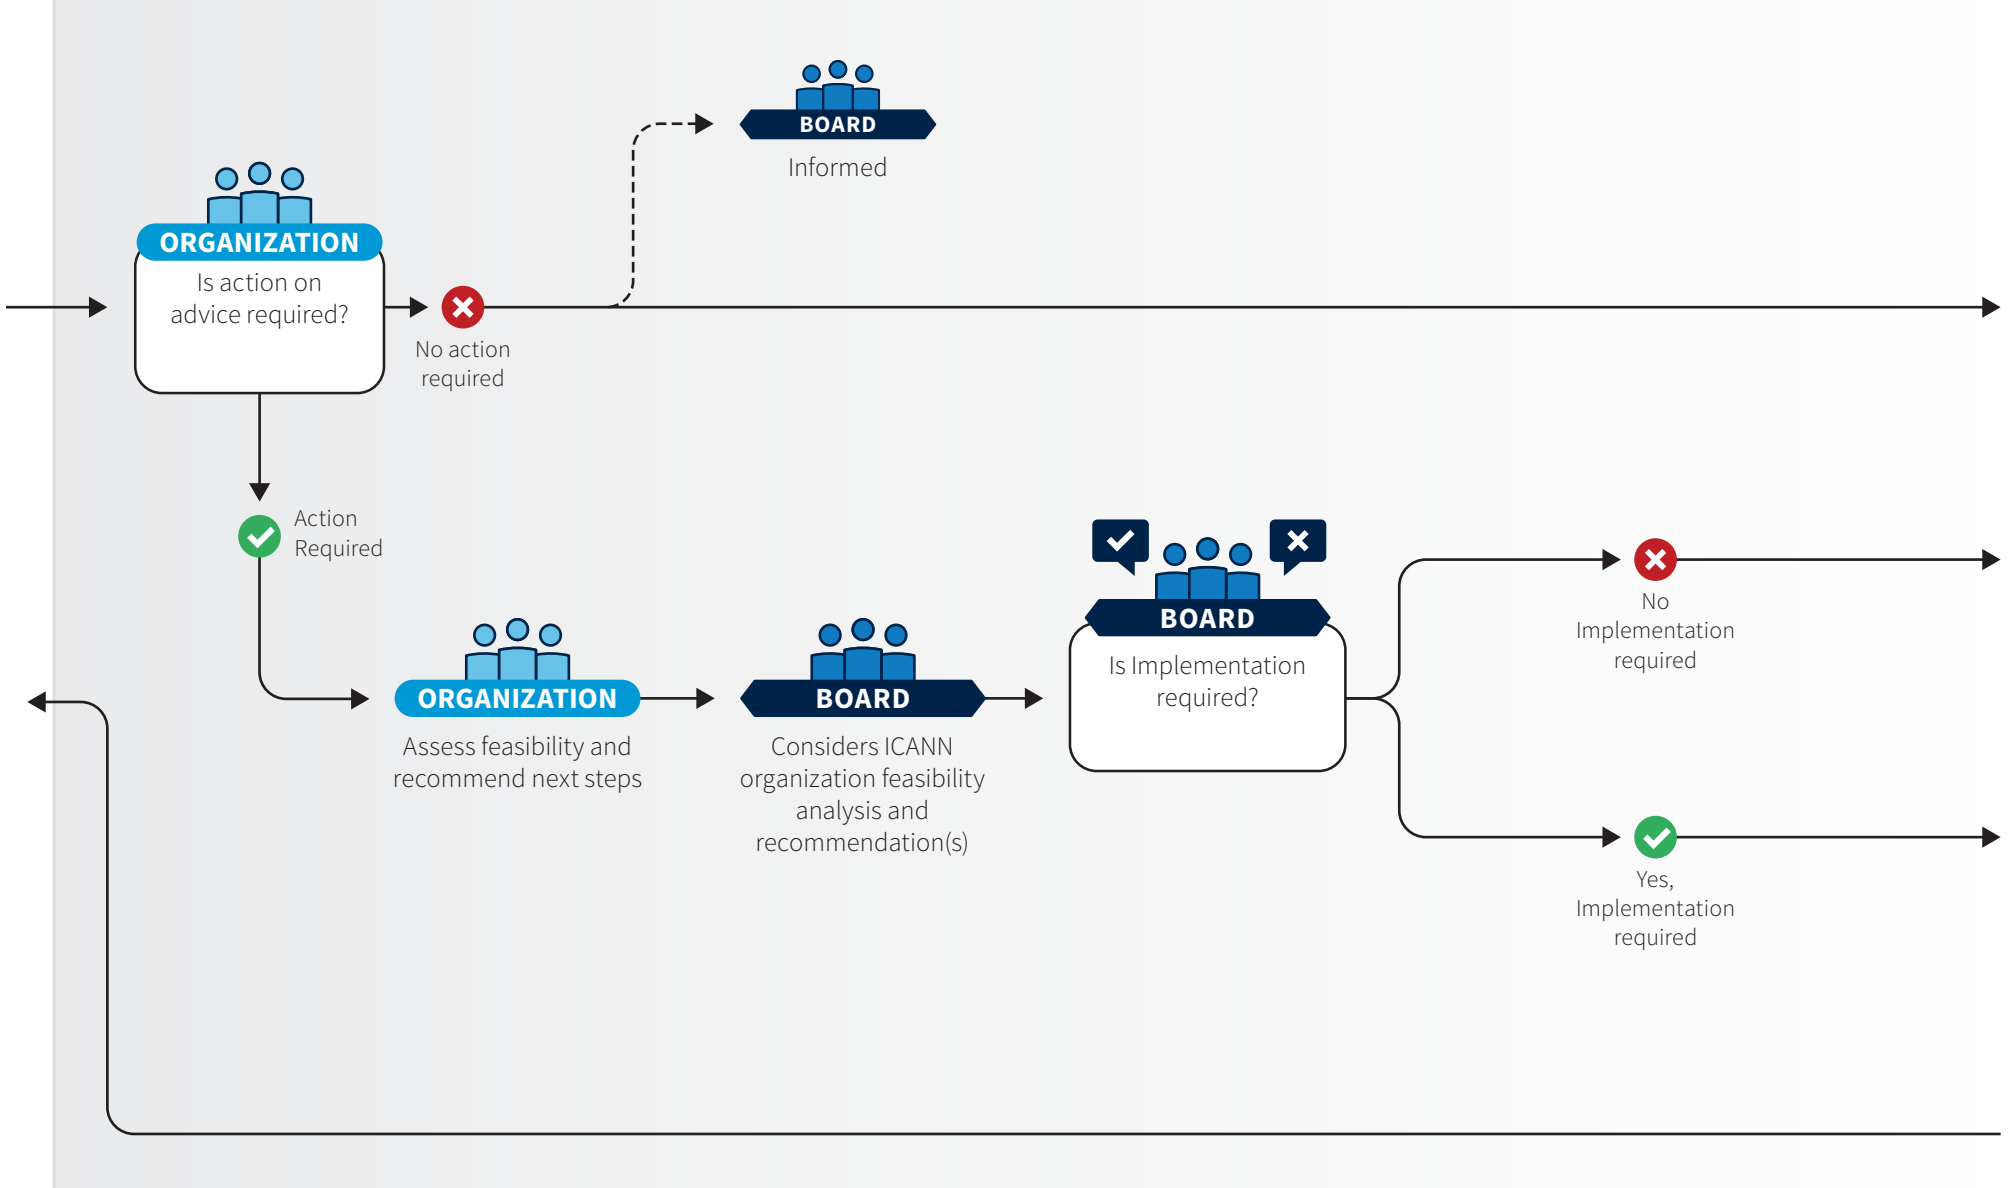 BOARD
Informed
ORGANIZATION
Is action on
advice required?
No action
required
Action
Required
ORGANIZATION
Assess feasibility and
recommend next steps
BOARD
Considers ICANN
organization feasibility
analysis and
recommendation(s)
BOARD
Is Implementation
required?
No
Implementation
required
Yes,
Implementation
required